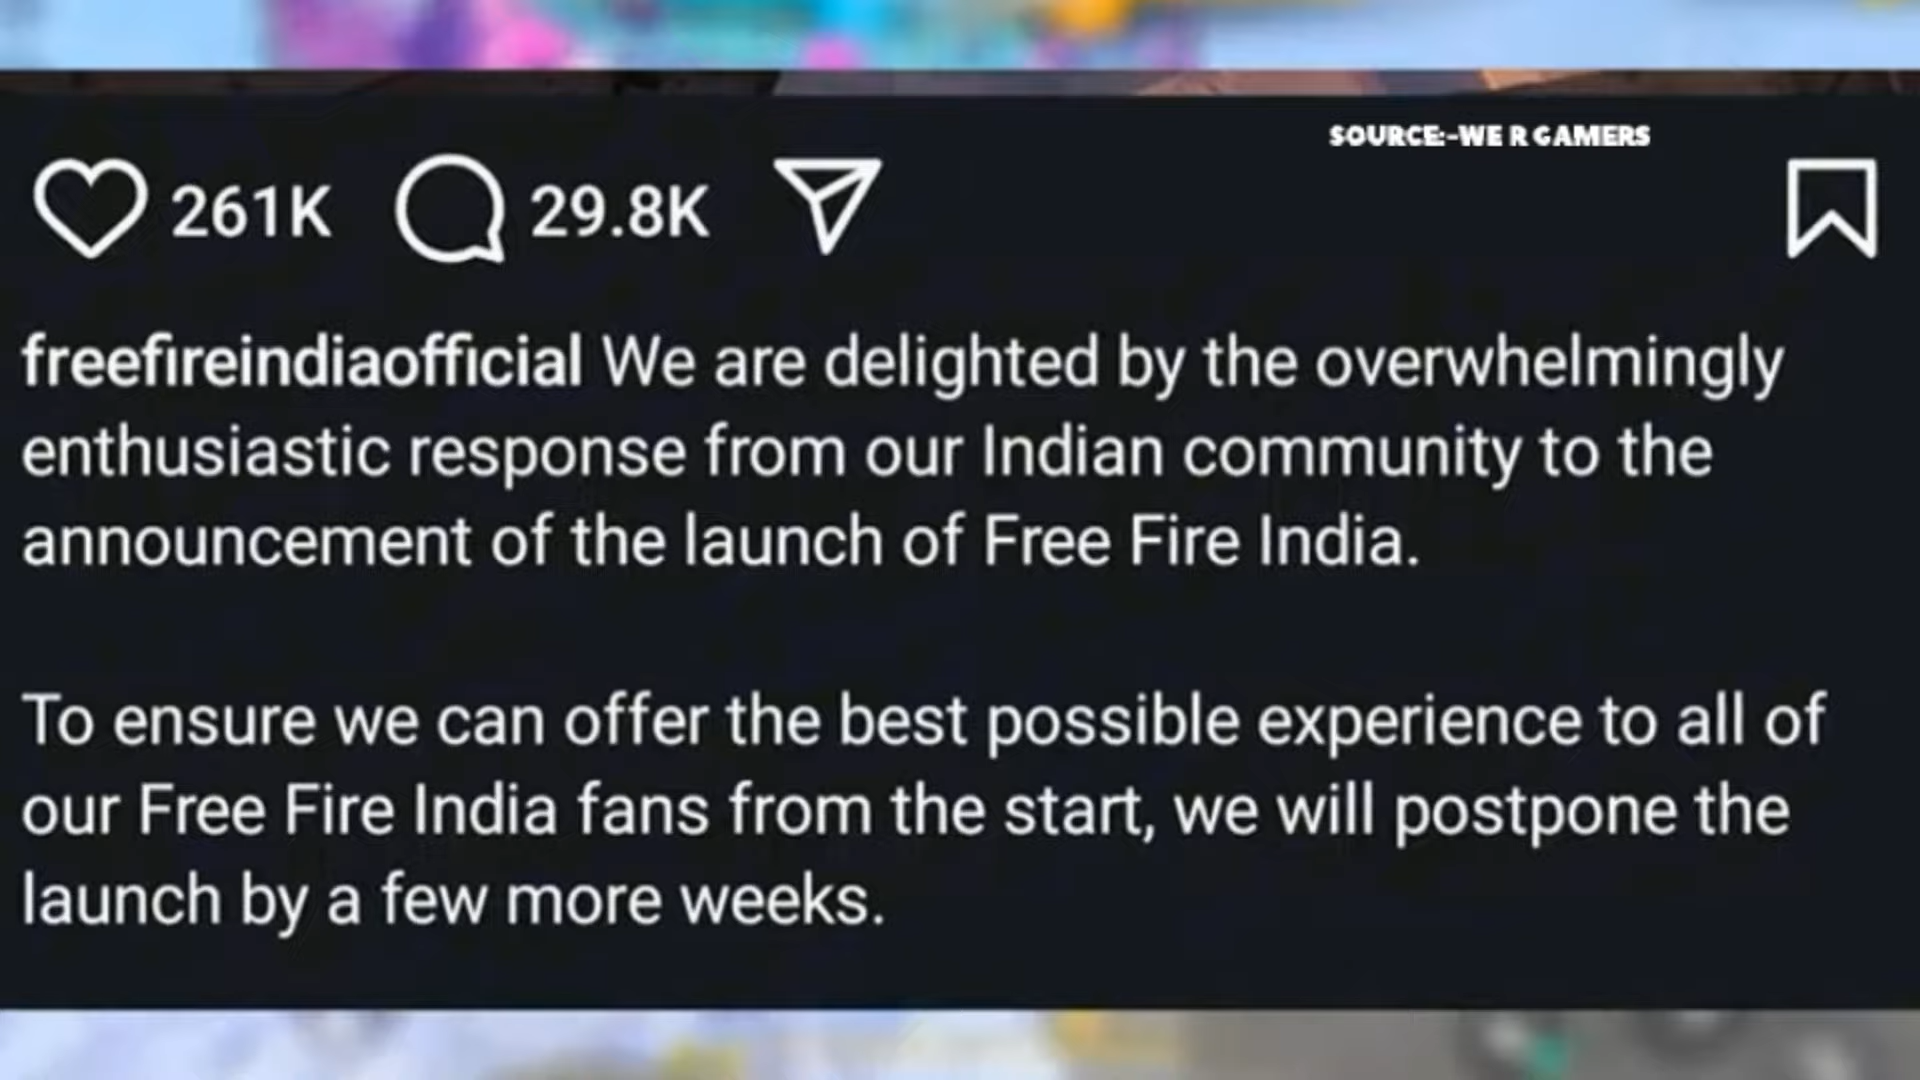 SOURCE:-WE R GAMERS
261K 29.8K
freefireindiaofficial We are delighted by the overwhelmingly
enthusiastic response from our Indian community to the
announcement of the launch of Free Fire India.
To ensure we can offer the best possible experience to all of
our Free Fire India fans from the start, we will postpone the
launch by a few more weeks.